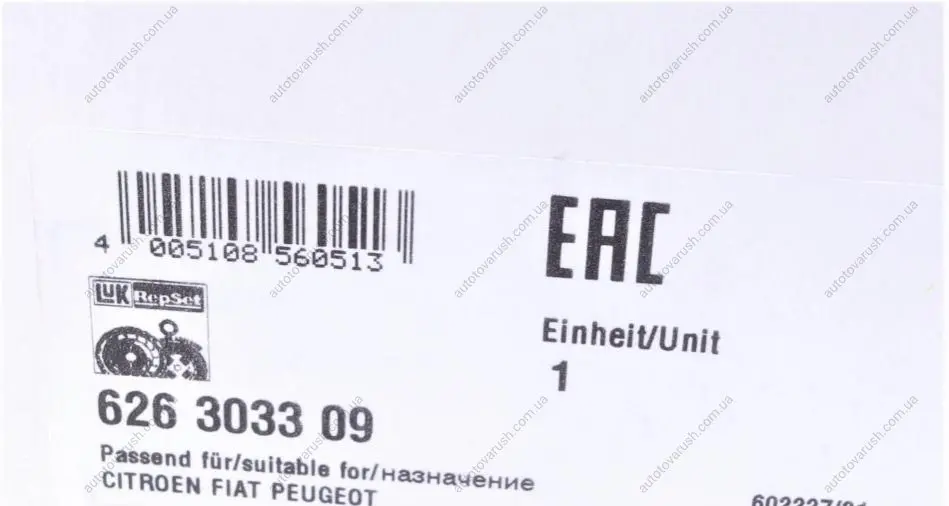 4 005108 560513
EAC
LuK RepSet
Einheit/Unit
1
626 3033 09
Passend für/suitable for/назначение
CITROEN FIAT PEUGEOT
autotovarush.com.ua